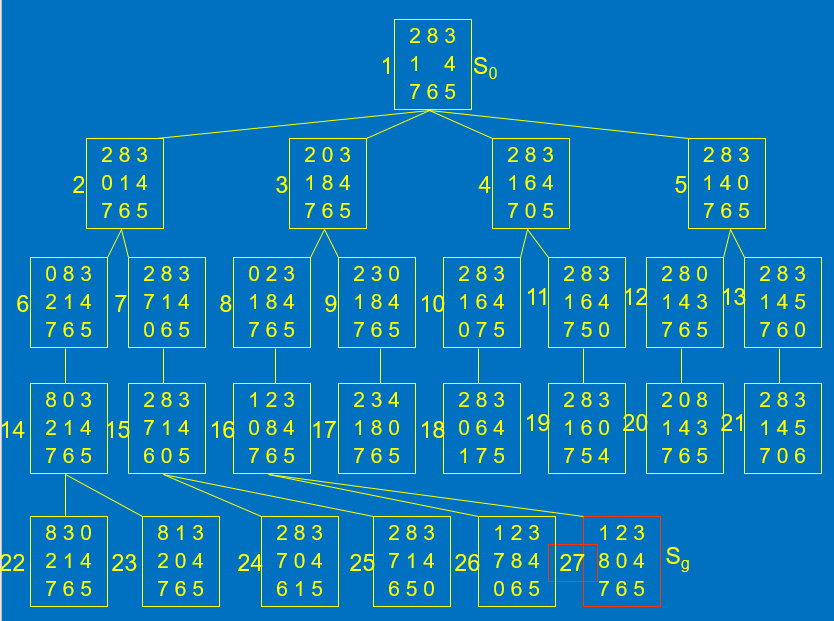 2 8 3
1 1 4 S0
7 6 5
2 8 3
2 0 1 4
7 6 5
2 0 3
3 1 8 4
7 6 5
2 8 3
4 1 6 4
7 0 5
2 8 3
5 1 4 0
7 6 5
0 8 3
6 2 1 4
7 6 5
2 8 3
7 7 1 4
0 6 5
0 2 3
8 1 8 4
7 6 5
2 3 0
9 1 8 4
7 6 5
2 8 3
10 1 6 4
0 7 5
2 8 3
11 1 6 4
7 5 0
2 8 0
12 1 4 3
7 6 5
2 8 3
13 1 4 5
7 6 0
8 0 3
14 2 1 4
7 6 5
2 8 3
15 7 1 4
6 0 5
1 2 3
16 0 8 4
7 6 5
2 3 4
17 1 8 0
7 6 5
2 8 3
18 0 6 4
1 7 5
2 8 3
19 1 6 0
7 5 4
2 0 8
20 1 4 3
7 6 5
2 8 3
21 1 4 5
7 0 6
8 3 0
22 2 1 4
7 6 5
8 1 3
23 2 0 4
7 6 5
2 8 3
24 7 0 4
6 1 5
2 8 3
25 7 1 4
6 5 0
1 2 3
26 7 8 4
0 6 5
1 2 3
27 8 0 4 Sg
7 6 5